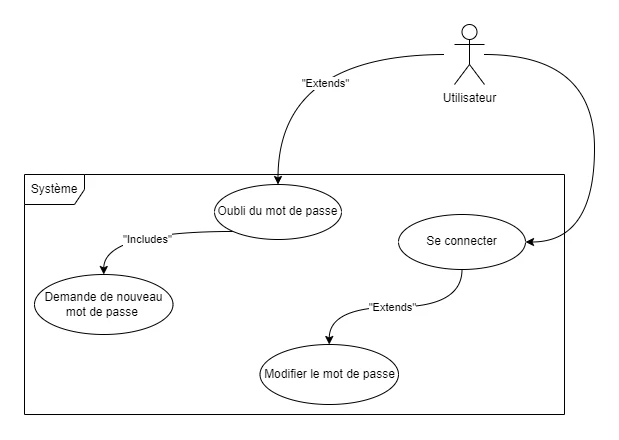 Utilisateur
"Extends"
Système
Oubli du mot de passe
Se connecter
"Includes"
Demande de nouveau
mot de passe
"Extends"
Modifier le mot de passe